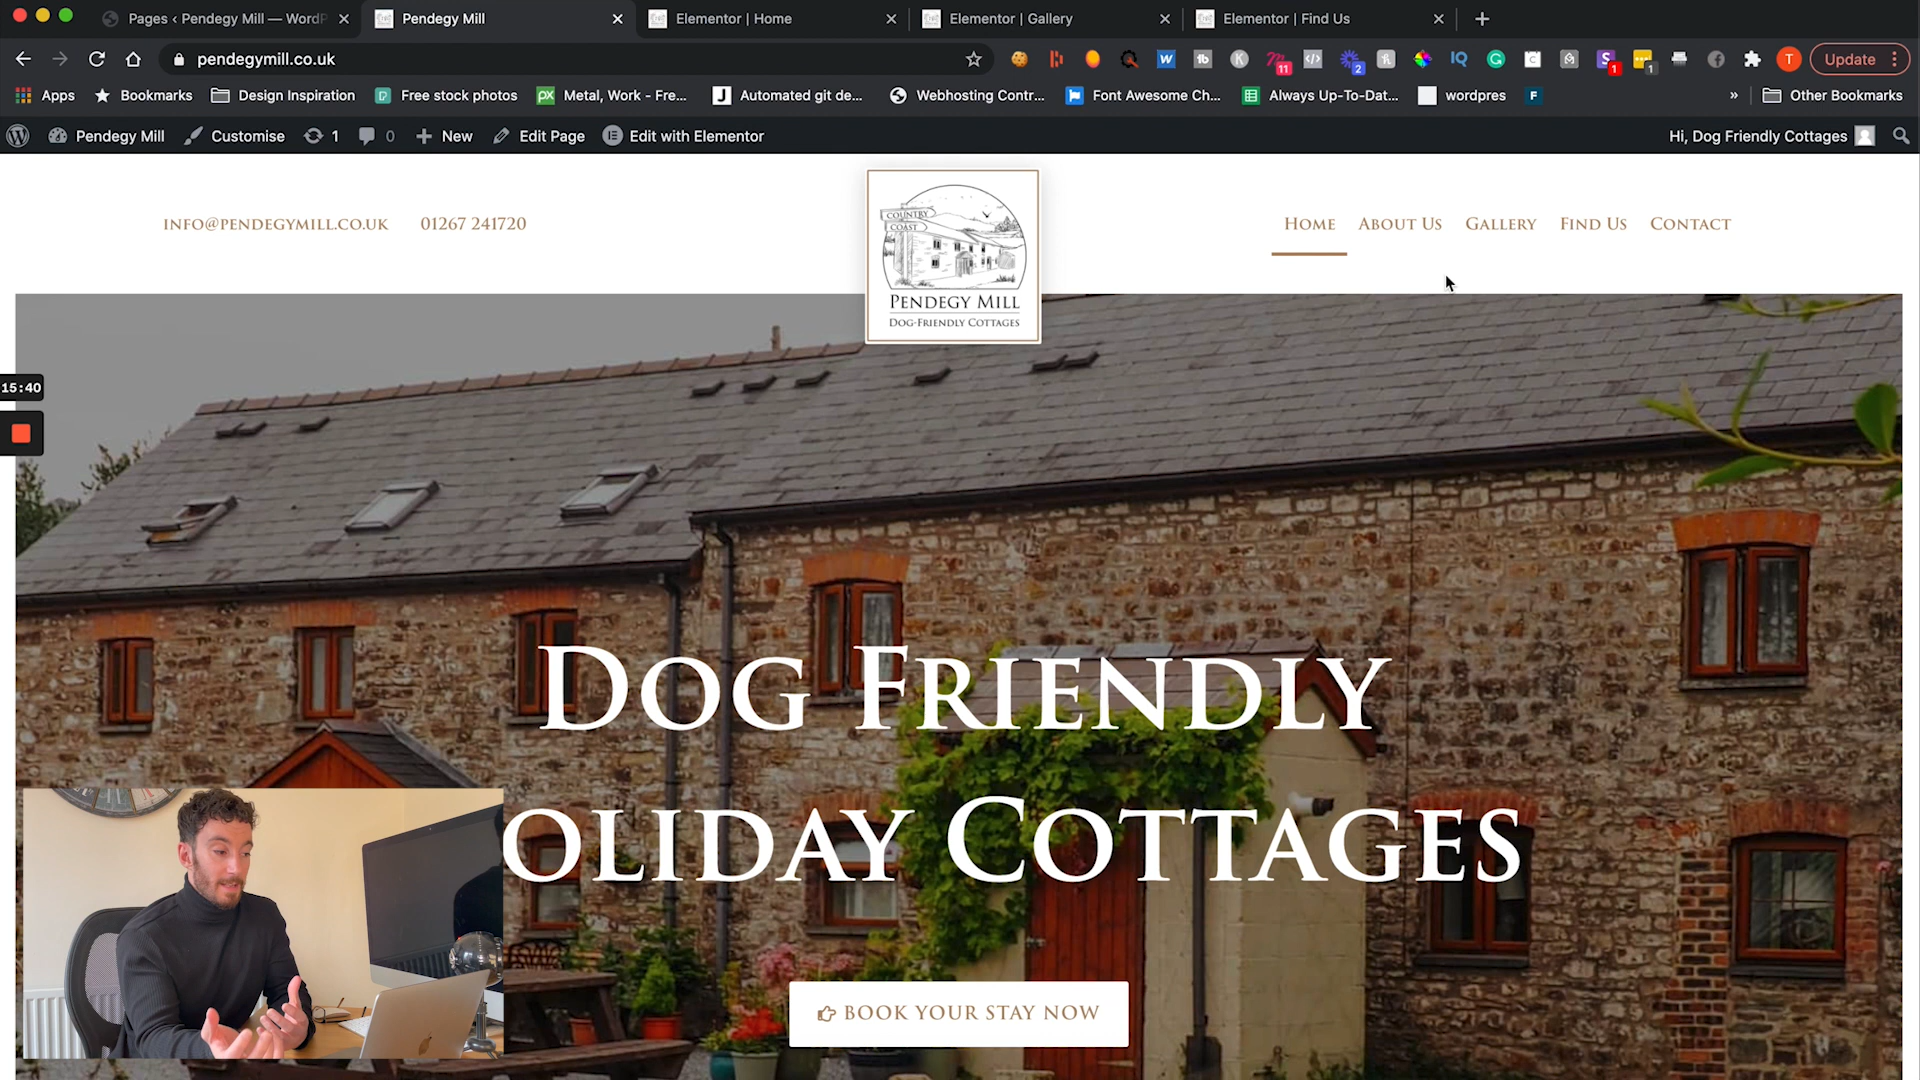 Pages ‹ Pendegy Mill — WordP
Pendegy Mill
Elementor | Home
Elementor | Gallery
Elementor | Find Us
pendegymill.co.uk
11
2
1
1
T
Update
Apps
Bookmarks
Design Inspiration
Free stock photos
Metal, Work - Fre...
Automated git de...
Webhosting Contr...
Font Awesome Ch...
Always Up-To-Dat...
wordpres
»
Other Bookmarks
Pendegy Mill
Customise
1
0
New
Edit Page
Edit with Elementor
Hi, Dog Friendly Cottages
INFO@PENDEGYMILL.CO.UK
01267 241720
COUNTRY
COAST
PENDEGY MILL
DOG-FRIENDLY COTTAGES
HOME
ABOUT US
GALLERY
FIND US
CONTACT
15:40
DOG FRIENDLY
OLIDAY COTTAGES
BOOK YOUR STAY NOW